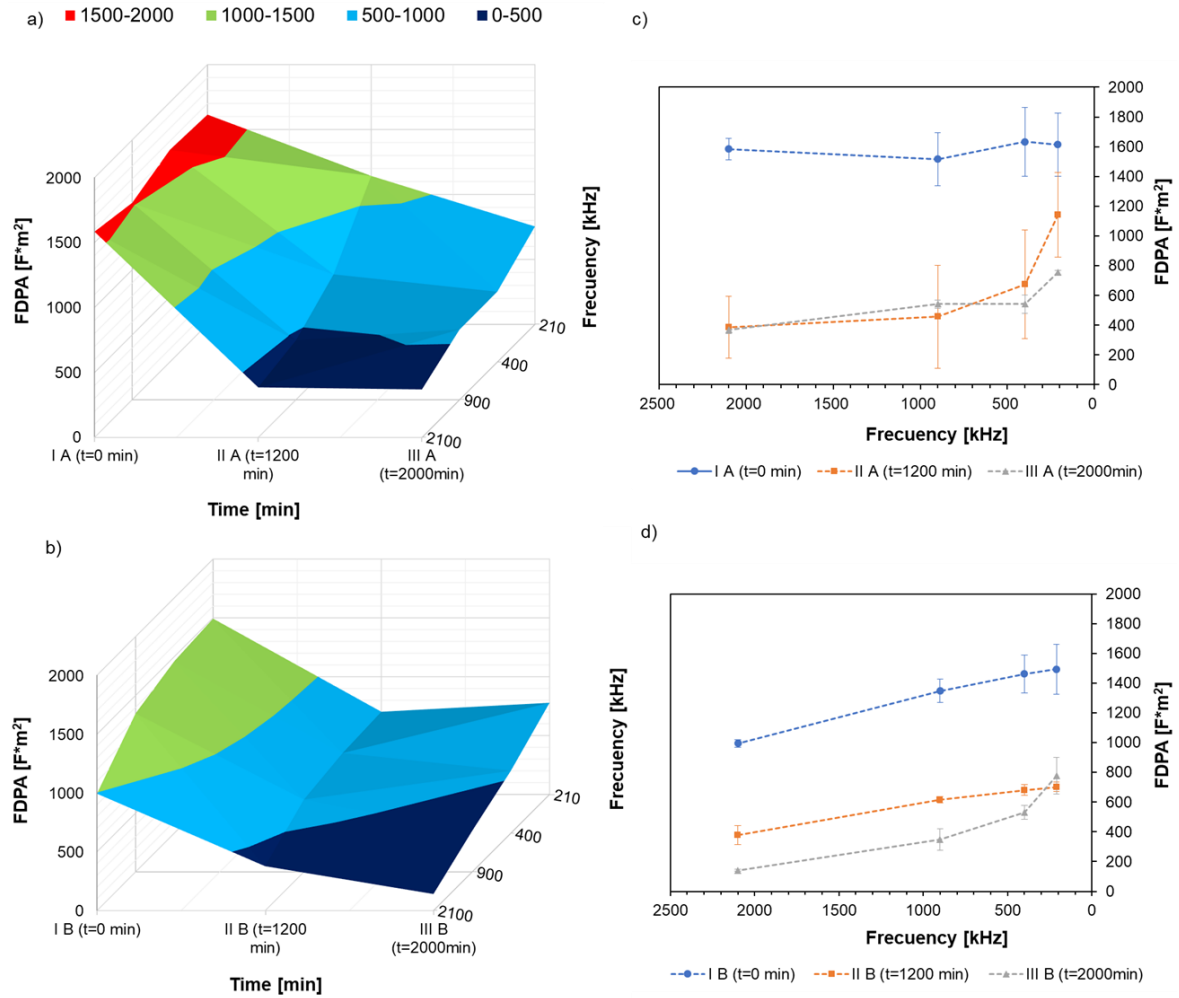 a)
1500-2000 1000-1500 500-1000 0-500
2000
1500
1000
500
0
FDPA [F*m²]
I A (t=0 min)
II A (t=1200
min)
III A
(t=2000min)
Time [min]
2100
900
400
210
Frecuency [kHz]
c)
2000
1800
1600
1400
1200
1000
800
600
400
200
0
FDPA [F*m²]
2500 2000 1500 1000 500 0
Frecuency [kHz]
I A (t=0 min) II A (t=1200 min) III A (t=2000min)
b)
2000
1500
1000
500
0
FDPA [F*m²]
I B (t=0 min)
II B (t=1200
min)
III B
(t=2000min)
Time [min]
2100
900
400
210
Frecuency [kHz]
d)
2000
1800
1600
1400
1200
1000
800
600
400
200
0
FDPA [F*m²]
2500 2000 1500 1000 500 0
Frecuency [kHz]
I B (t=0 min) II B (t=1200 min) III B (t=2000min)